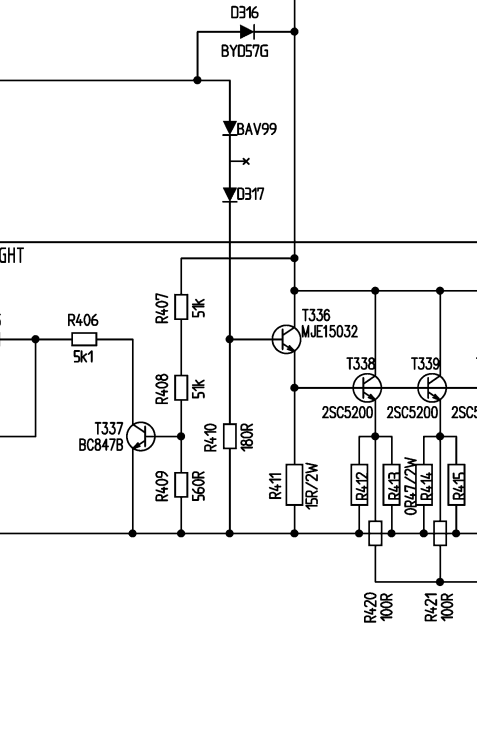 D316
BYD57G
BAV99
D317
GHT
R407
51k
T336
MJE15032
R406
5k1
T338
T339
R408
51k
2SC5200
2SC5200
2SC5
T337
BC847B
R410
180R
R409
560R
R411
15R/2W
R412
R413
0R47/2W
R414
R415
R420
100R
R421
100R